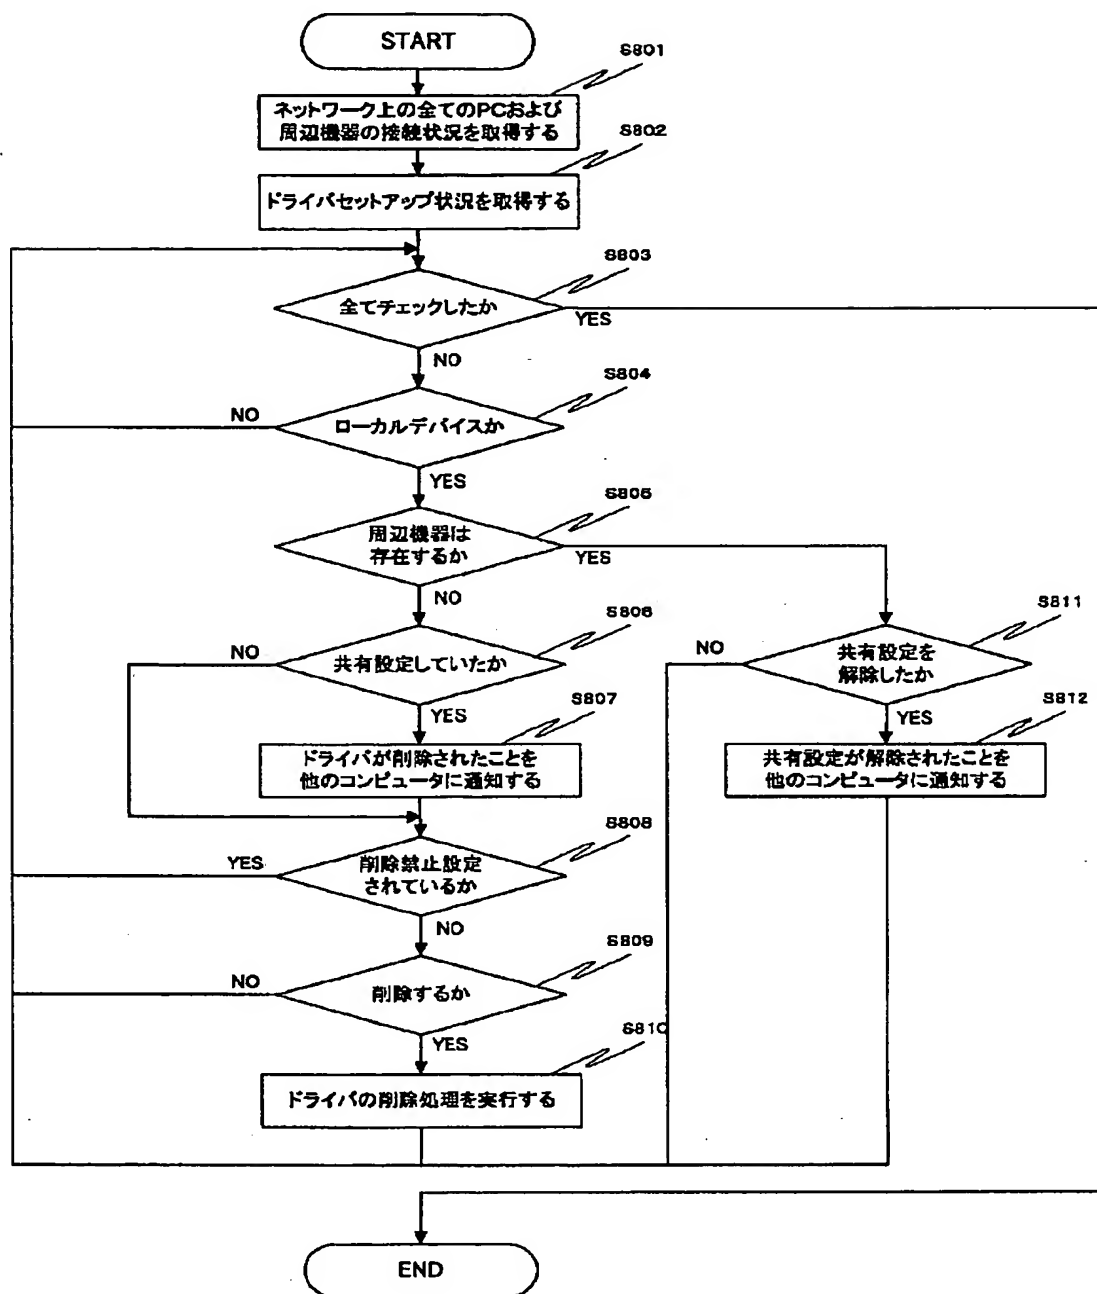 START
S801
ネットワーク上の全てのPCおよび
周辺機器の接続状況を取得する
S802
ドライバセットアップ状況を取得する
S803
全てチェックしたか
YES
NO
S804
NO
ローカルデバイスか
YES
S805
周辺機器は
存在するか
YES
NO
S806
NO
共有設定していたか
YES
S811
NO
共有設定を
解除したか
YES
S807
ドライバが削除されたことを
他のコンピュータに通知する
S812
共有設定が解除されたことを
他のコンピュータに通知する
S808
YES
削除禁止設定
されているか
NO
S809
NO
削除するか
YES
S810
ドライバの削除処理を実行する
END